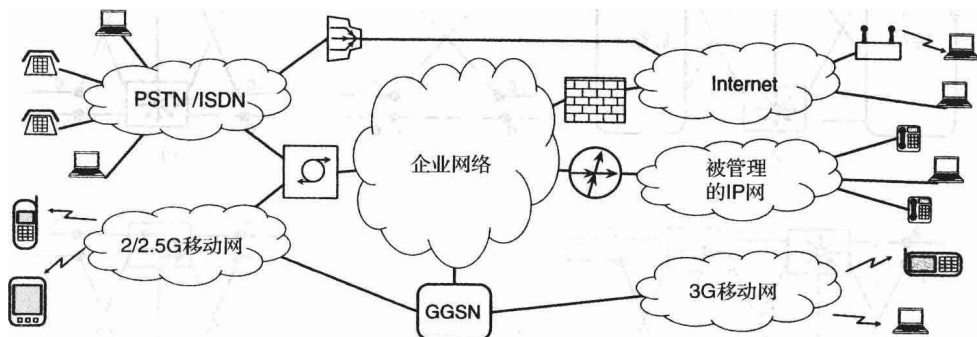 PSTN /ISDN
Internet
企业网络
被管理
的IP网
2/2.5G移动网
GGSN
3G移动网